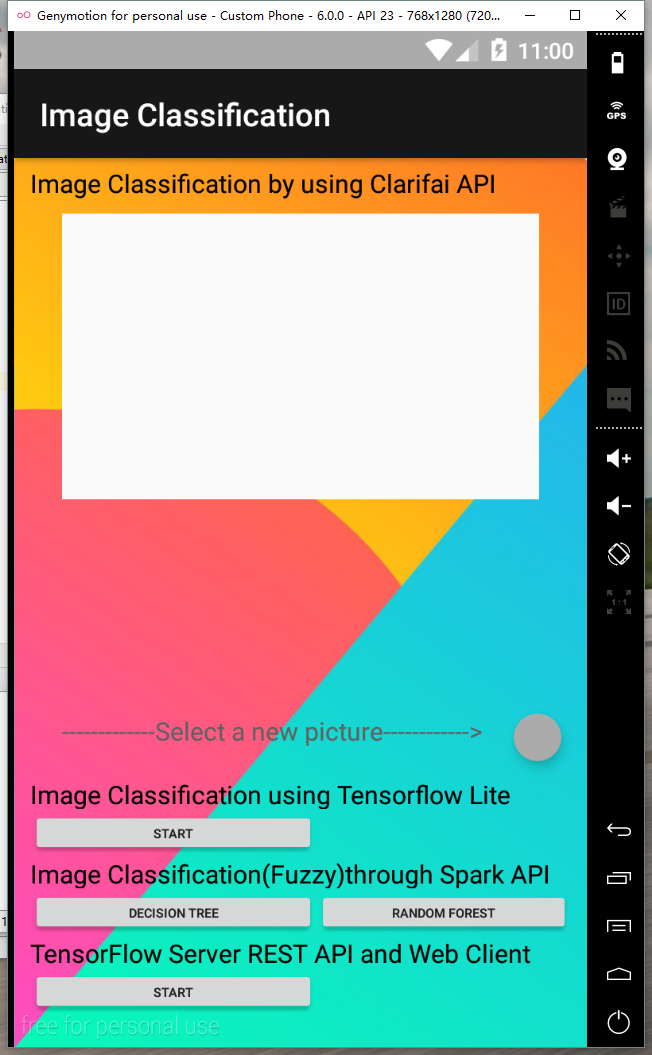 Genymotion for personal use - Custom Phone - 6.0.0 - API 23 - 768x1280 (720...
11:00
Image Classification
GPS
Image Classification by using Clarifai API
ID
1:1
-------------Select a new picture------------>
Image Classification using Tensorflow Lite
START
Image Classification(Fuzzy)through Spark API
DECISION TREE RANDOM FOREST
TensorFlow Server REST API and Web Client
START
free for personal use